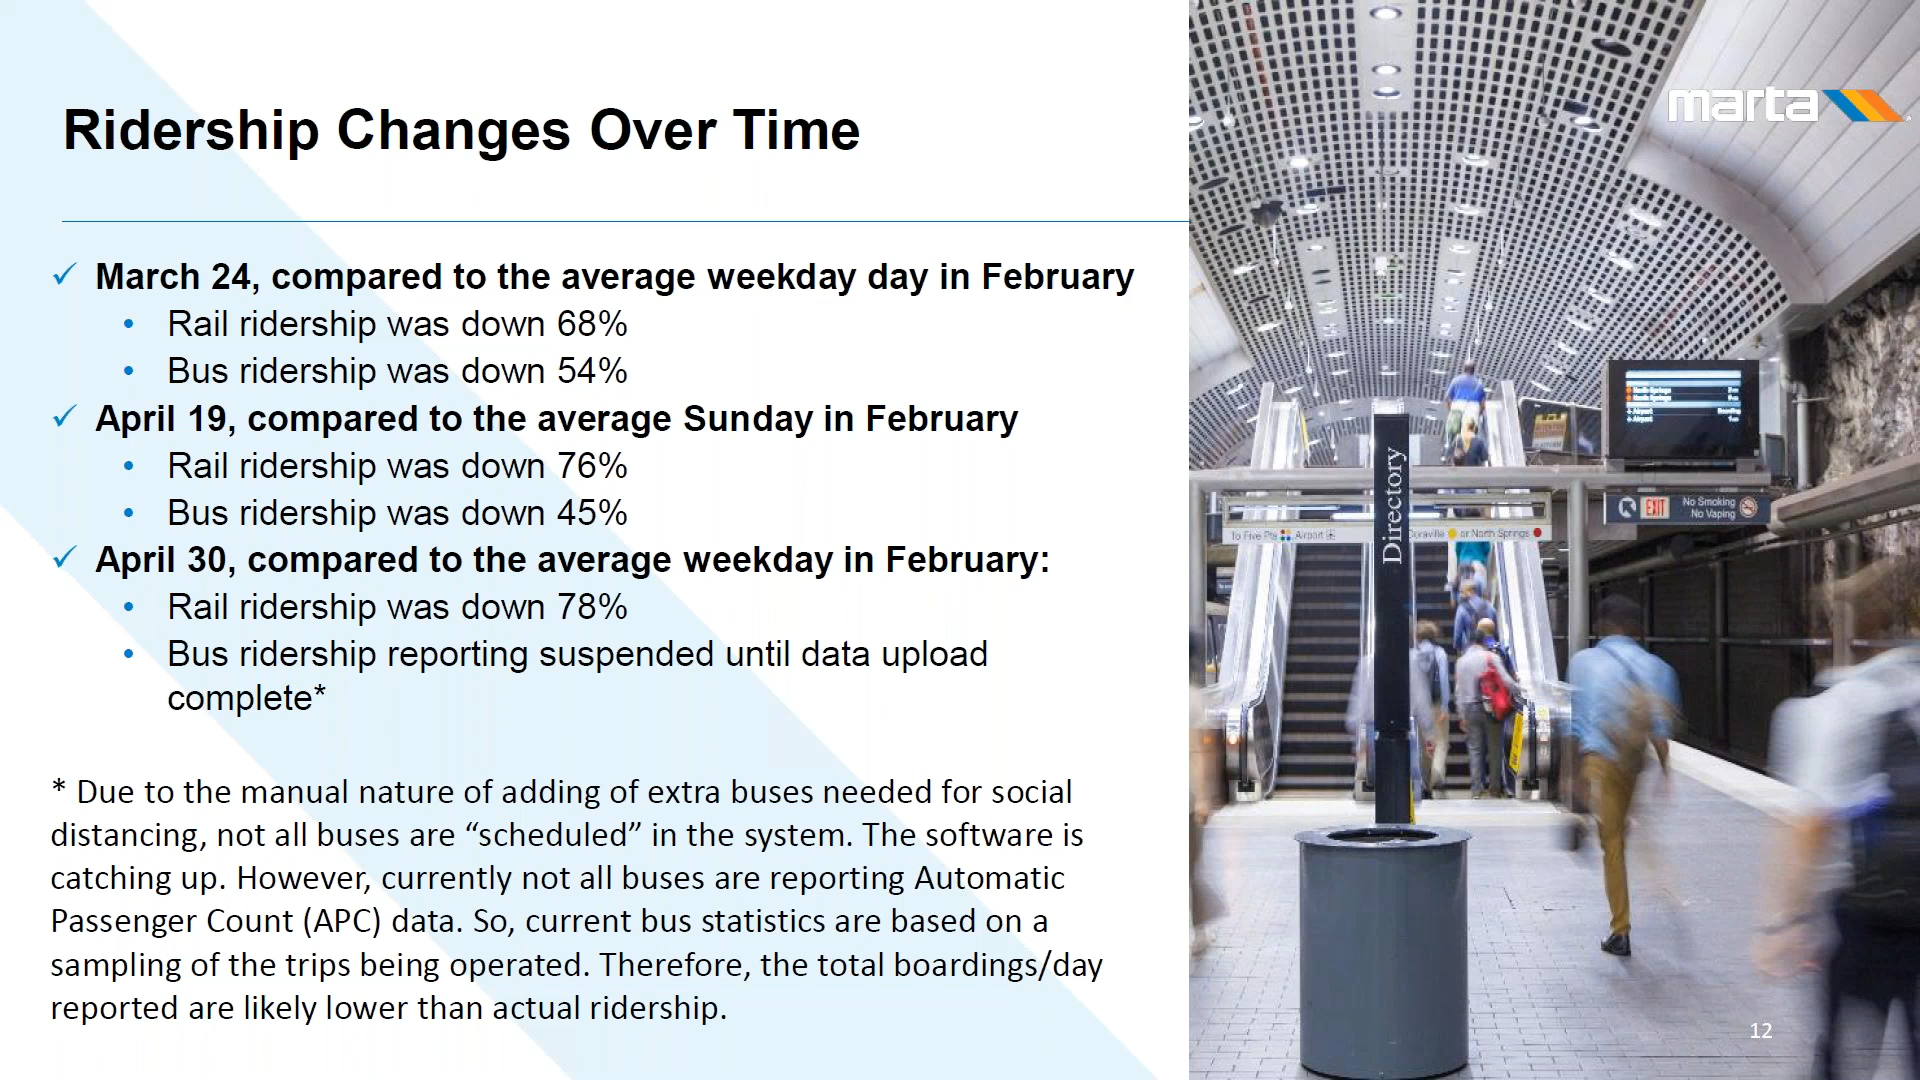 Ridership Changes Over Time
marta
March 24, compared to the average weekday day in February
• Rail ridership was down 68%
• Bus ridership was down 54%
April 19, compared to the average Sunday in February
• Rail ridership was down 76%
• Bus ridership was down 45%
April 30, compared to the average weekday in February:
• Rail ridership was down 78%
• Bus ridership reporting suspended until data upload
complete*
* Due to the manual nature of adding of extra buses needed for social
distancing, not all buses are “scheduled” in the system. The software is
catching up. However, currently not all buses are reporting Automatic
Passenger Count (APC) data. So, current bus statistics are based on a
sampling of the trips being operated. Therefore, the total boardings/day
reported are likely lower than actual ridership.
Directory
EXIT
No Smoking
No Vaping
To Five Pts Airport
or North Springs
12